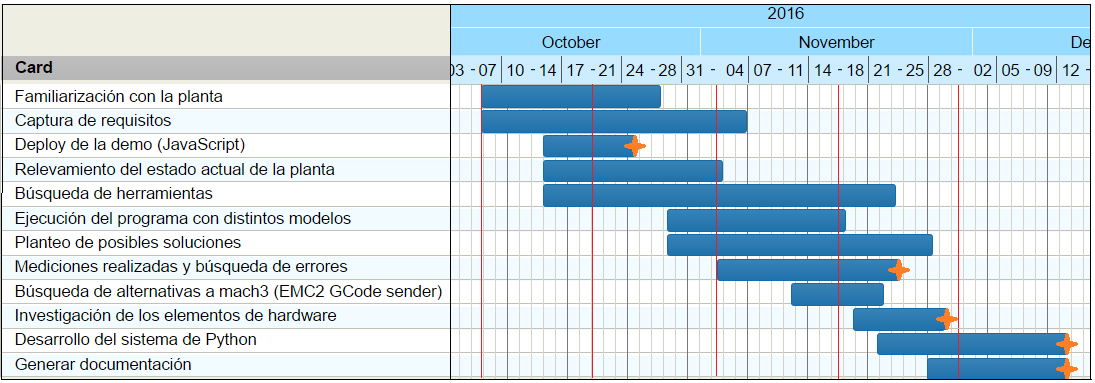 2016
October November De
Card 03 - 07 10 - 14 17 - 21 24 - 28 31 - 04 07 - 11 14 - 18 21 - 25 28 - 02 05 - 09 12 -
Familiarización con la planta
Captura de requisitos
Deploy de la demo (JavaScript)
Relevamiento del estado actual de la planta
Búsqueda de herramientas
Ejecución del programa con distintos modelos
Planteo de posibles soluciones
Mediciones realizadas y búsqueda de errores
Búsqueda de alternativas a mach3 (EMC2 GCode sender)
Investigación de los elementos de hardware
Desarrollo del sistema de Python
Generar documentación